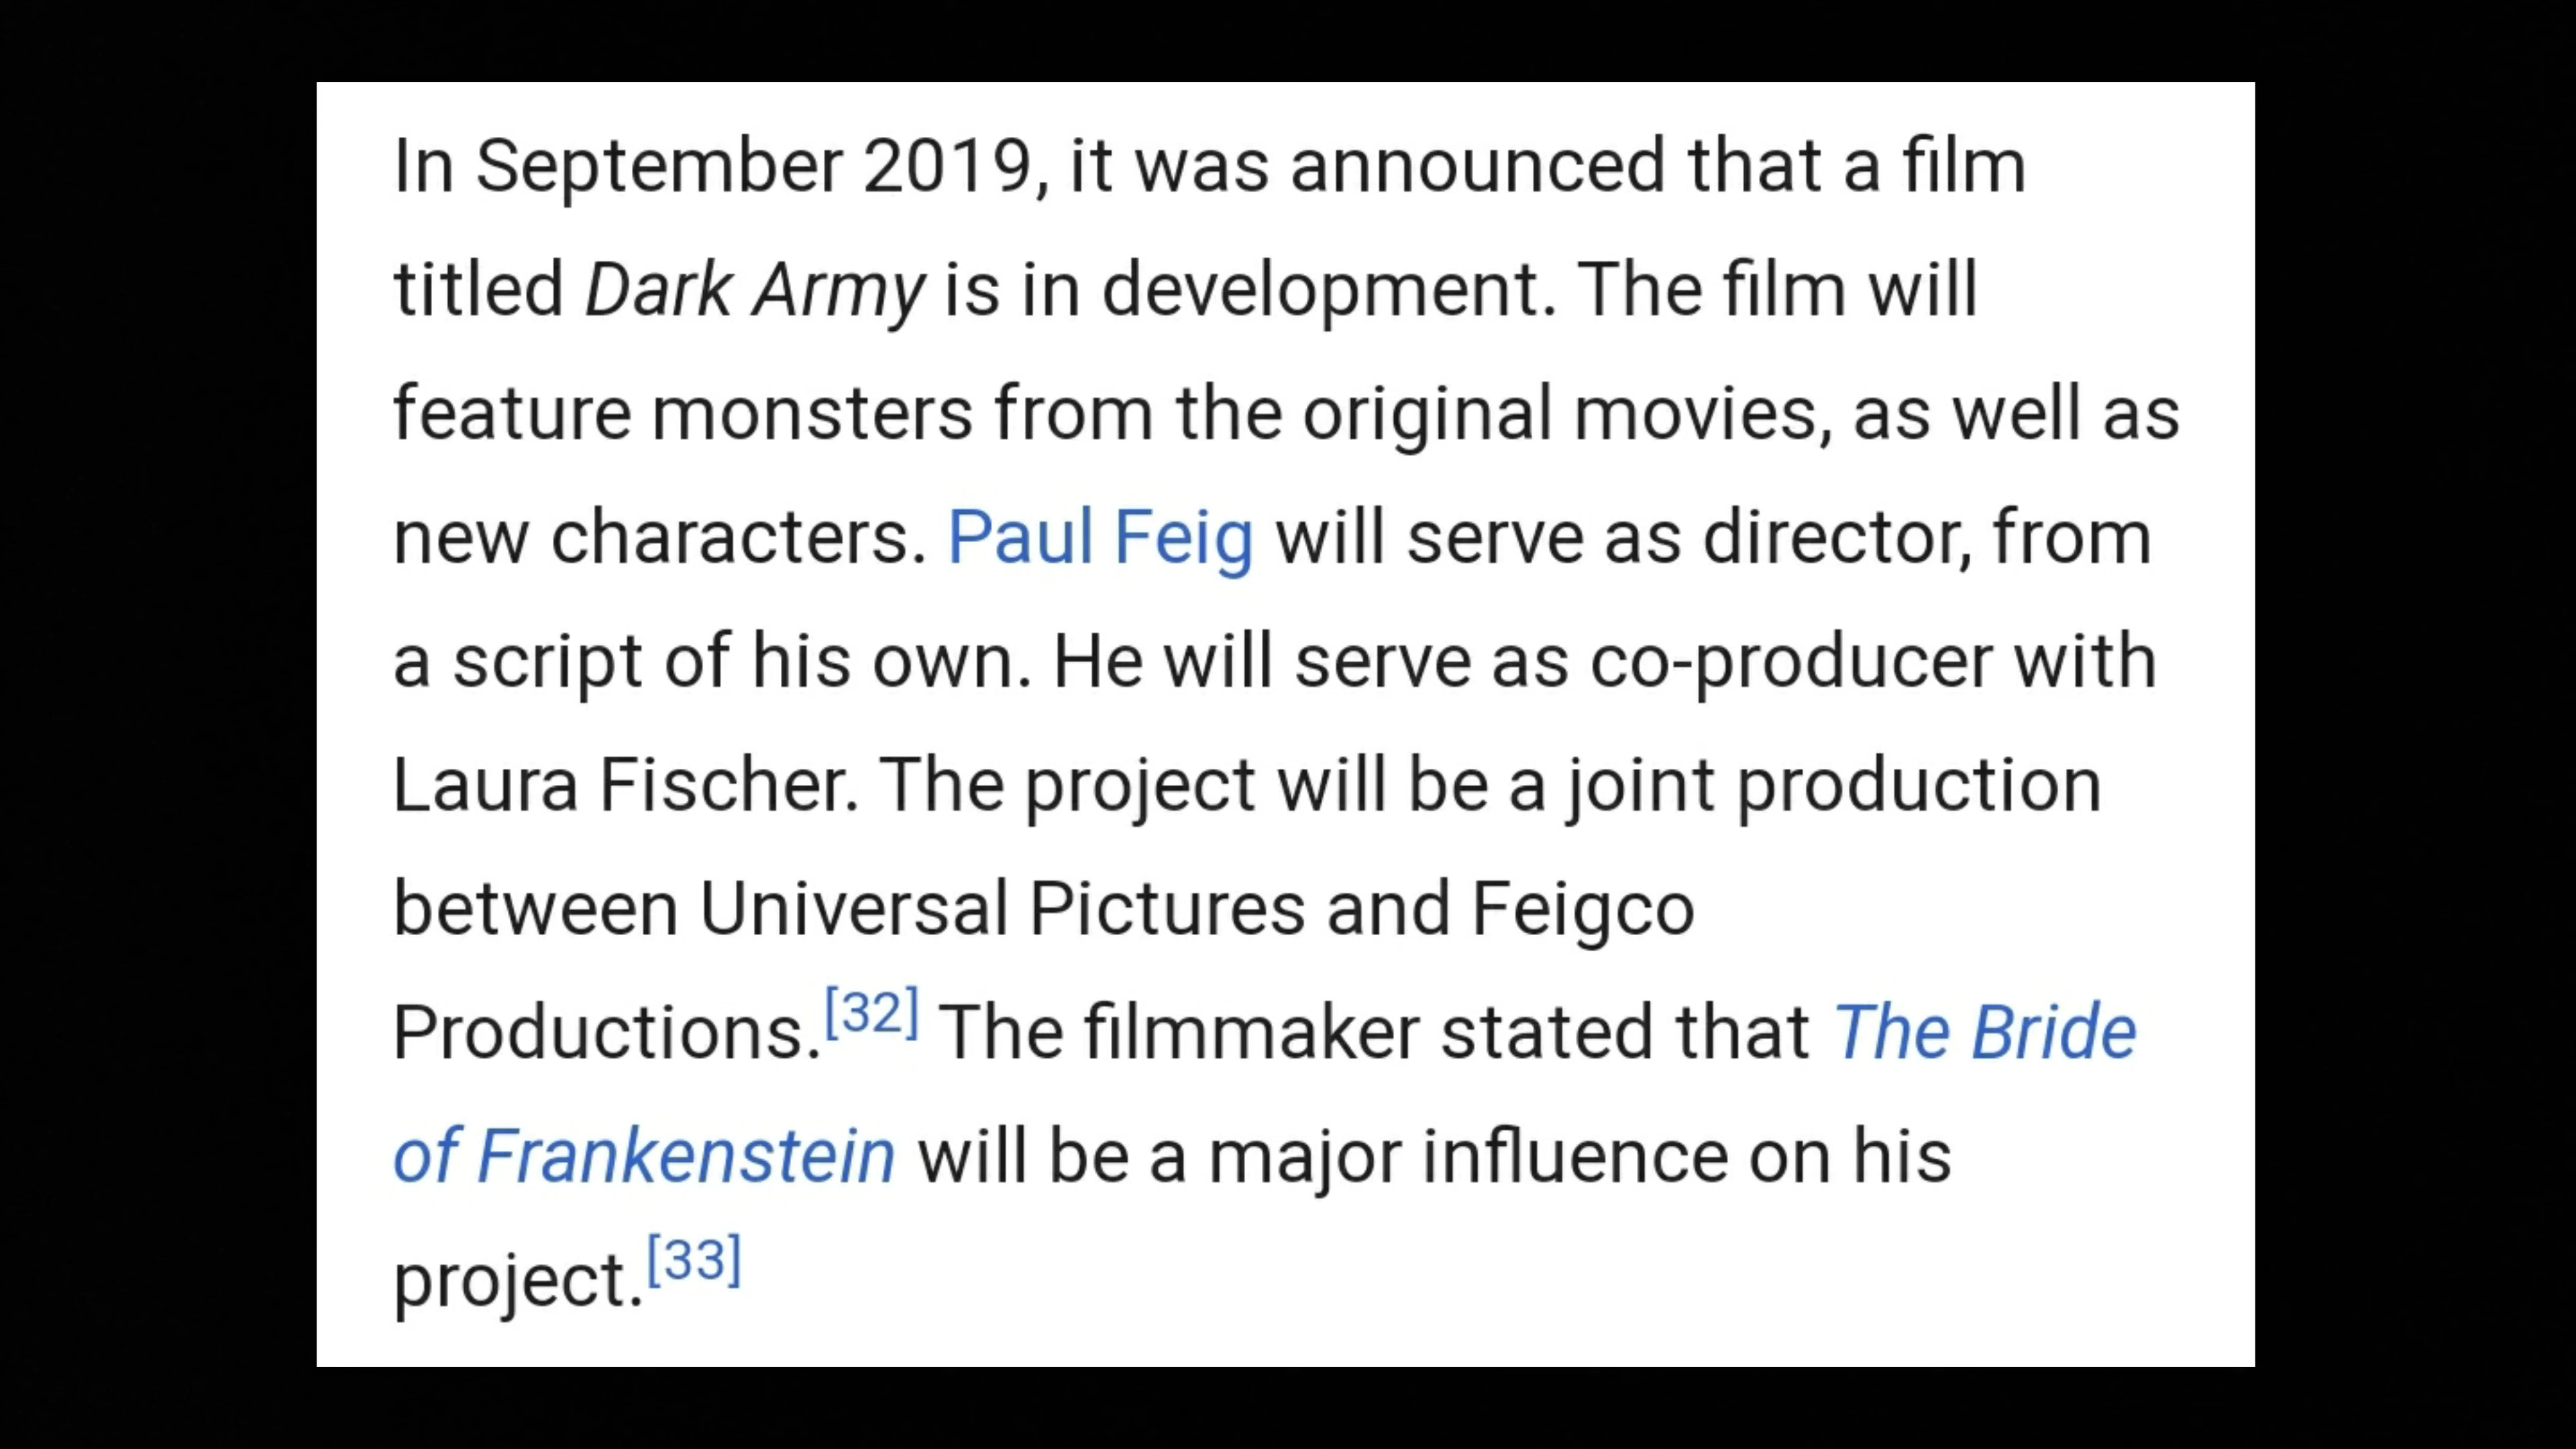 In September 2019, it was announced that a film
titled Dark Army is in development. The film will
feature monsters from the original movies, as well as
new characters. Paul Feig will serve as director, from
a script of his own. He will serve as co-producer with
Laura Fischer. The project will be a joint production
between Universal Pictures and Feigco
Productions.[32] The filmmaker stated that The Bride
of Frankenstein will be a major influence on his
project.[33]